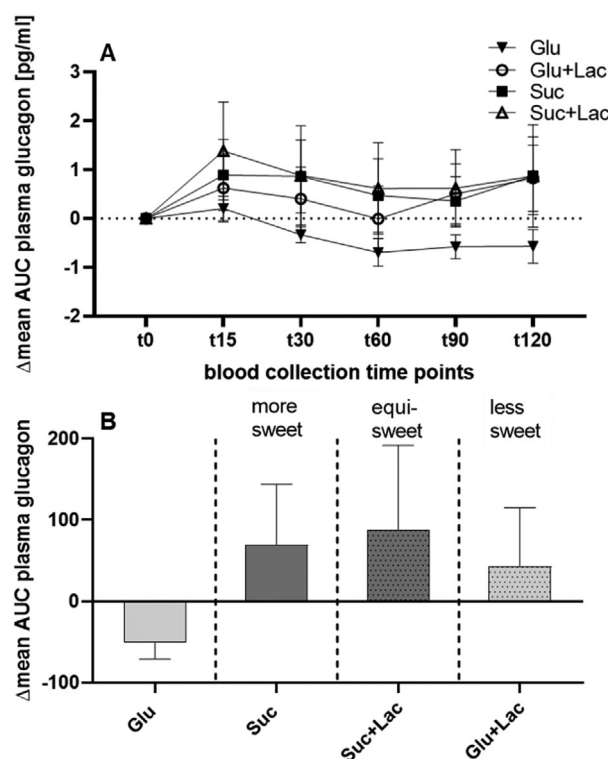 A
Δmean AUC plasma glucagon [pg/ml]
Glu
Glu+Lac
Suc
Suc+Lac
3
2
1
0
-1
-2
t0 t15 t30 t60 t90 t120
blood collection time points
B
Δmean AUC plasma glucagon
more
sweet
equi-
sweet
less
sweet
200
100
0
-100
Glu Suc Suc+Lac Glu+Lac